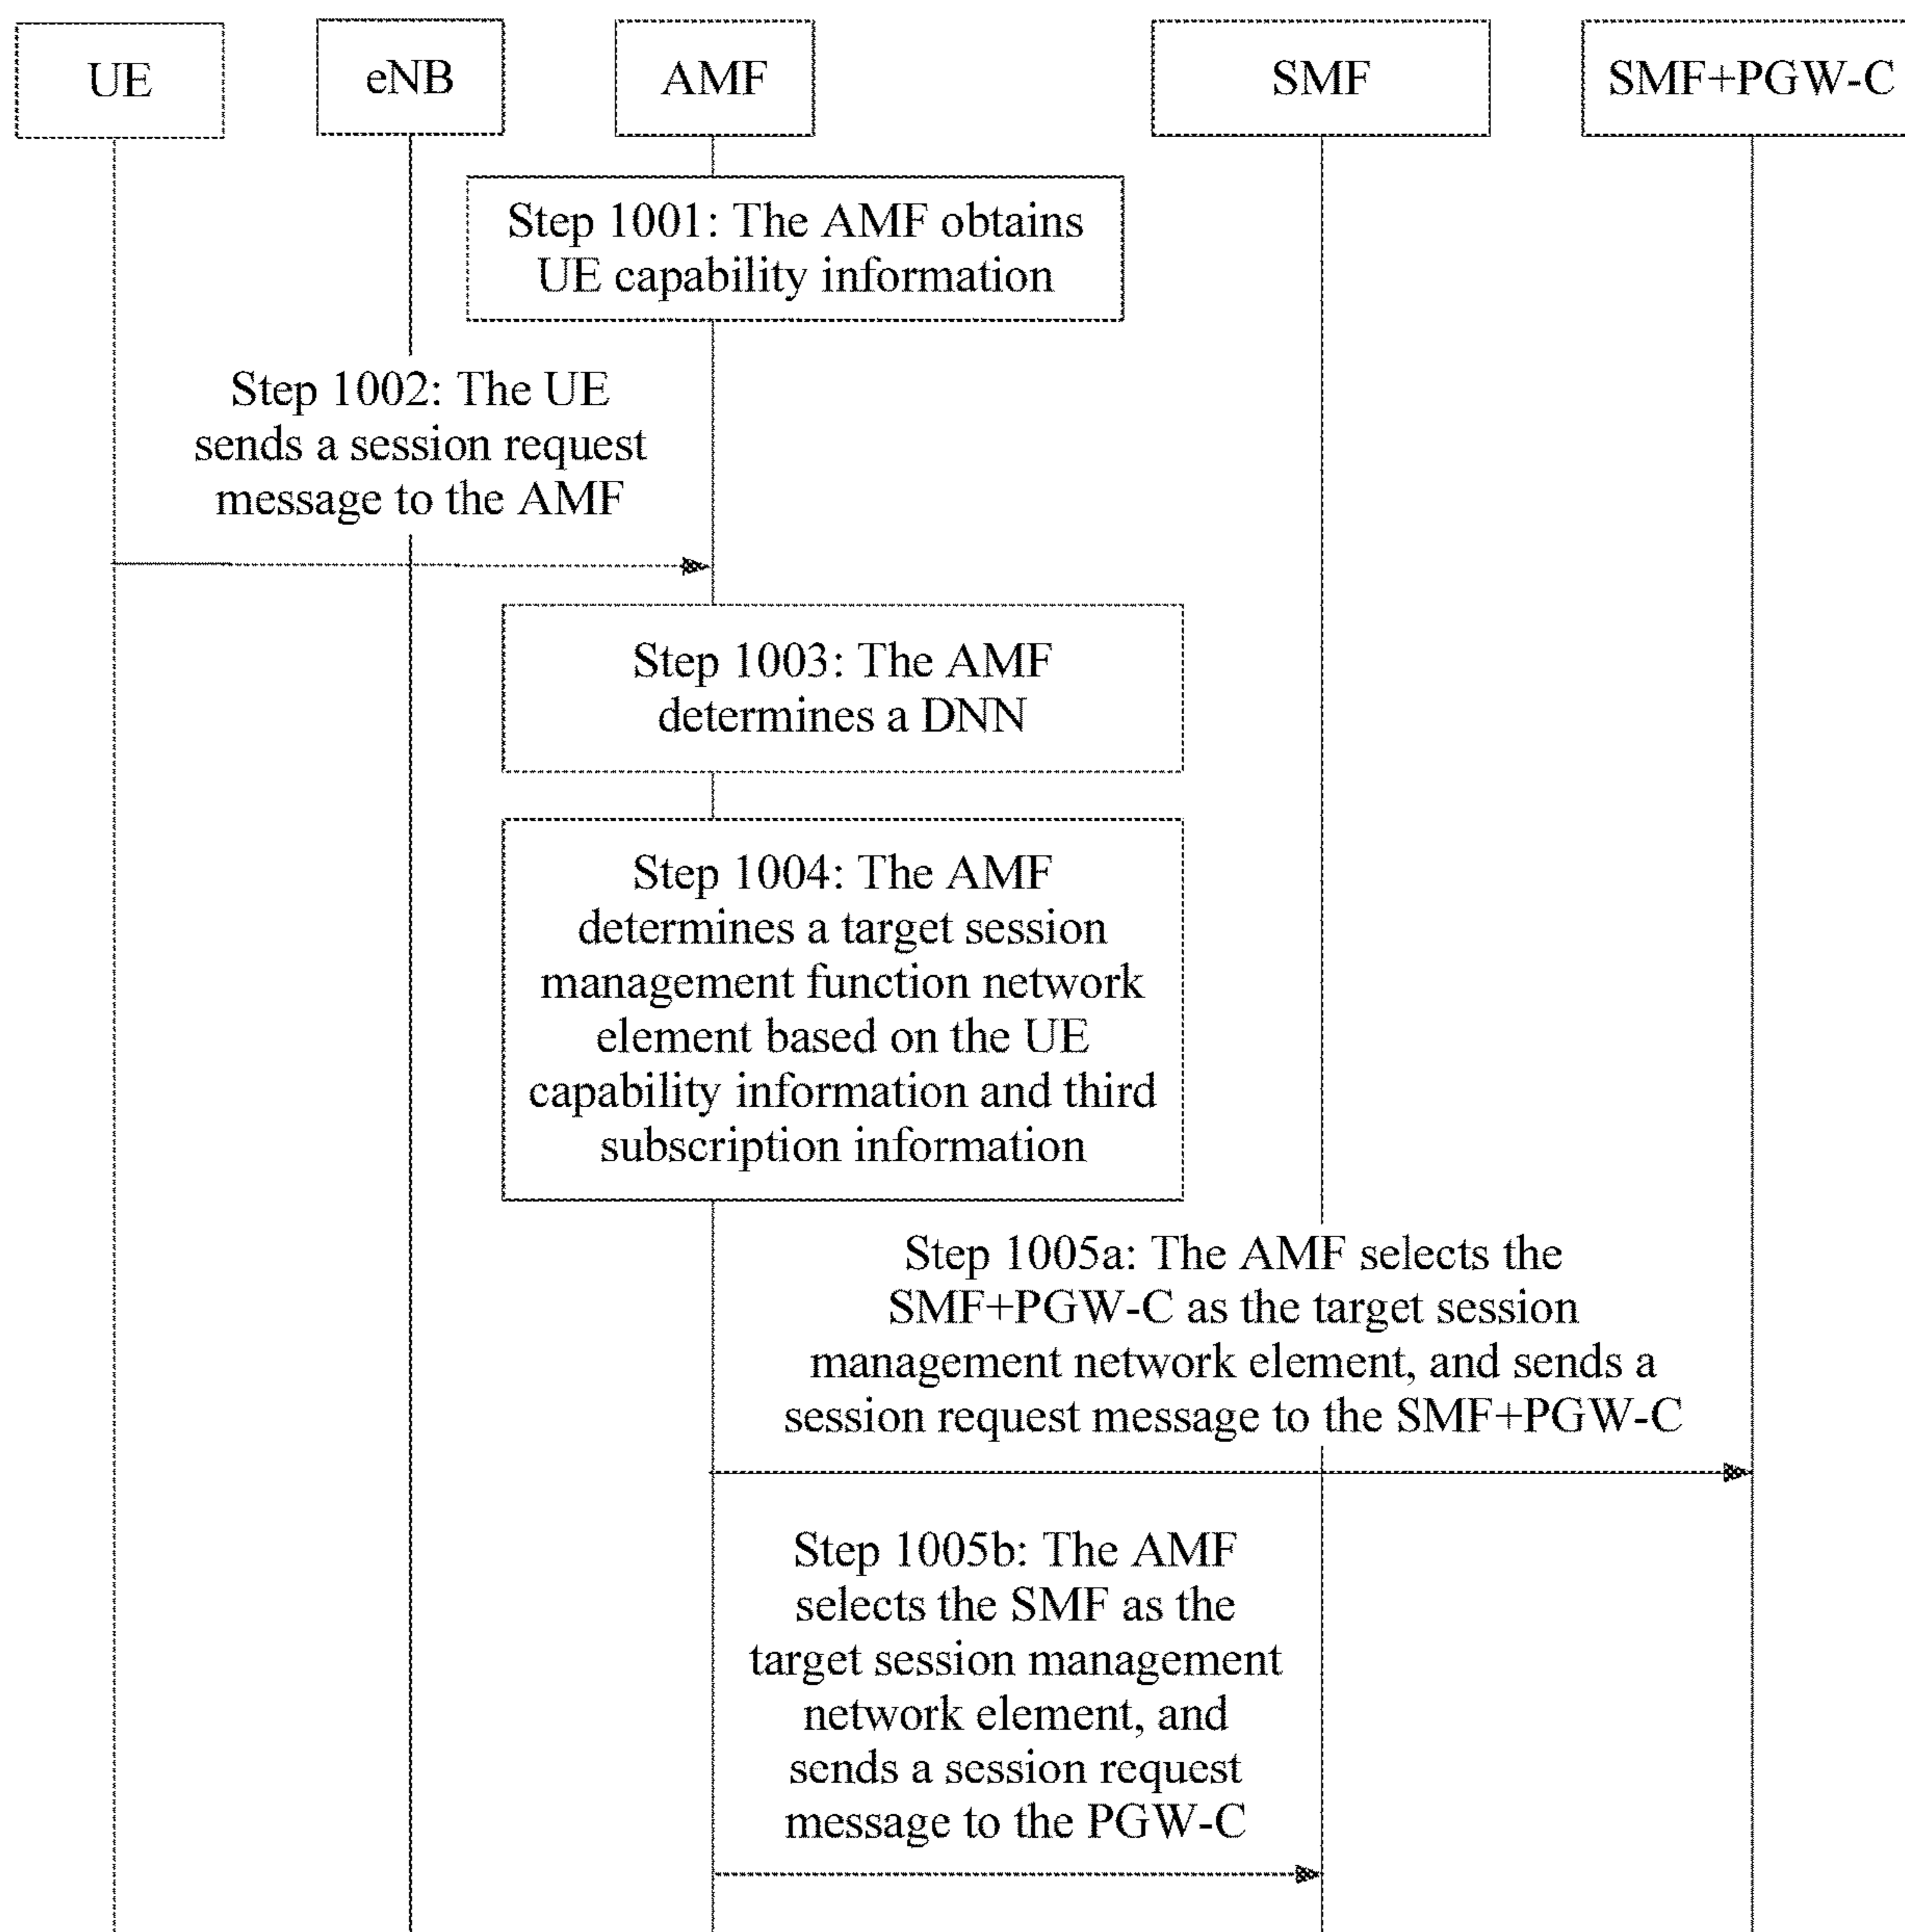 UE
eNB
AMF
SMF
SMF+PGW-C
Step 1001: The AMF obtains
UE capability information
Step 1002: The UE
sends a session request
message to the AMF
Step 1003: The AMF
determines a DNN
Step 1004: The AMF
determines a target session
management function network
element based on the UE
capability information and third
subscription information
Step 1005a: The AMF selects the
SMF+PGW-C as the target session
management network element, and sends a
session request message to the SMF+PGW-C
Step 1005b: The AMF
selects the SMF as the
target session management
network element, and
sends a session request
message to the PGW-C